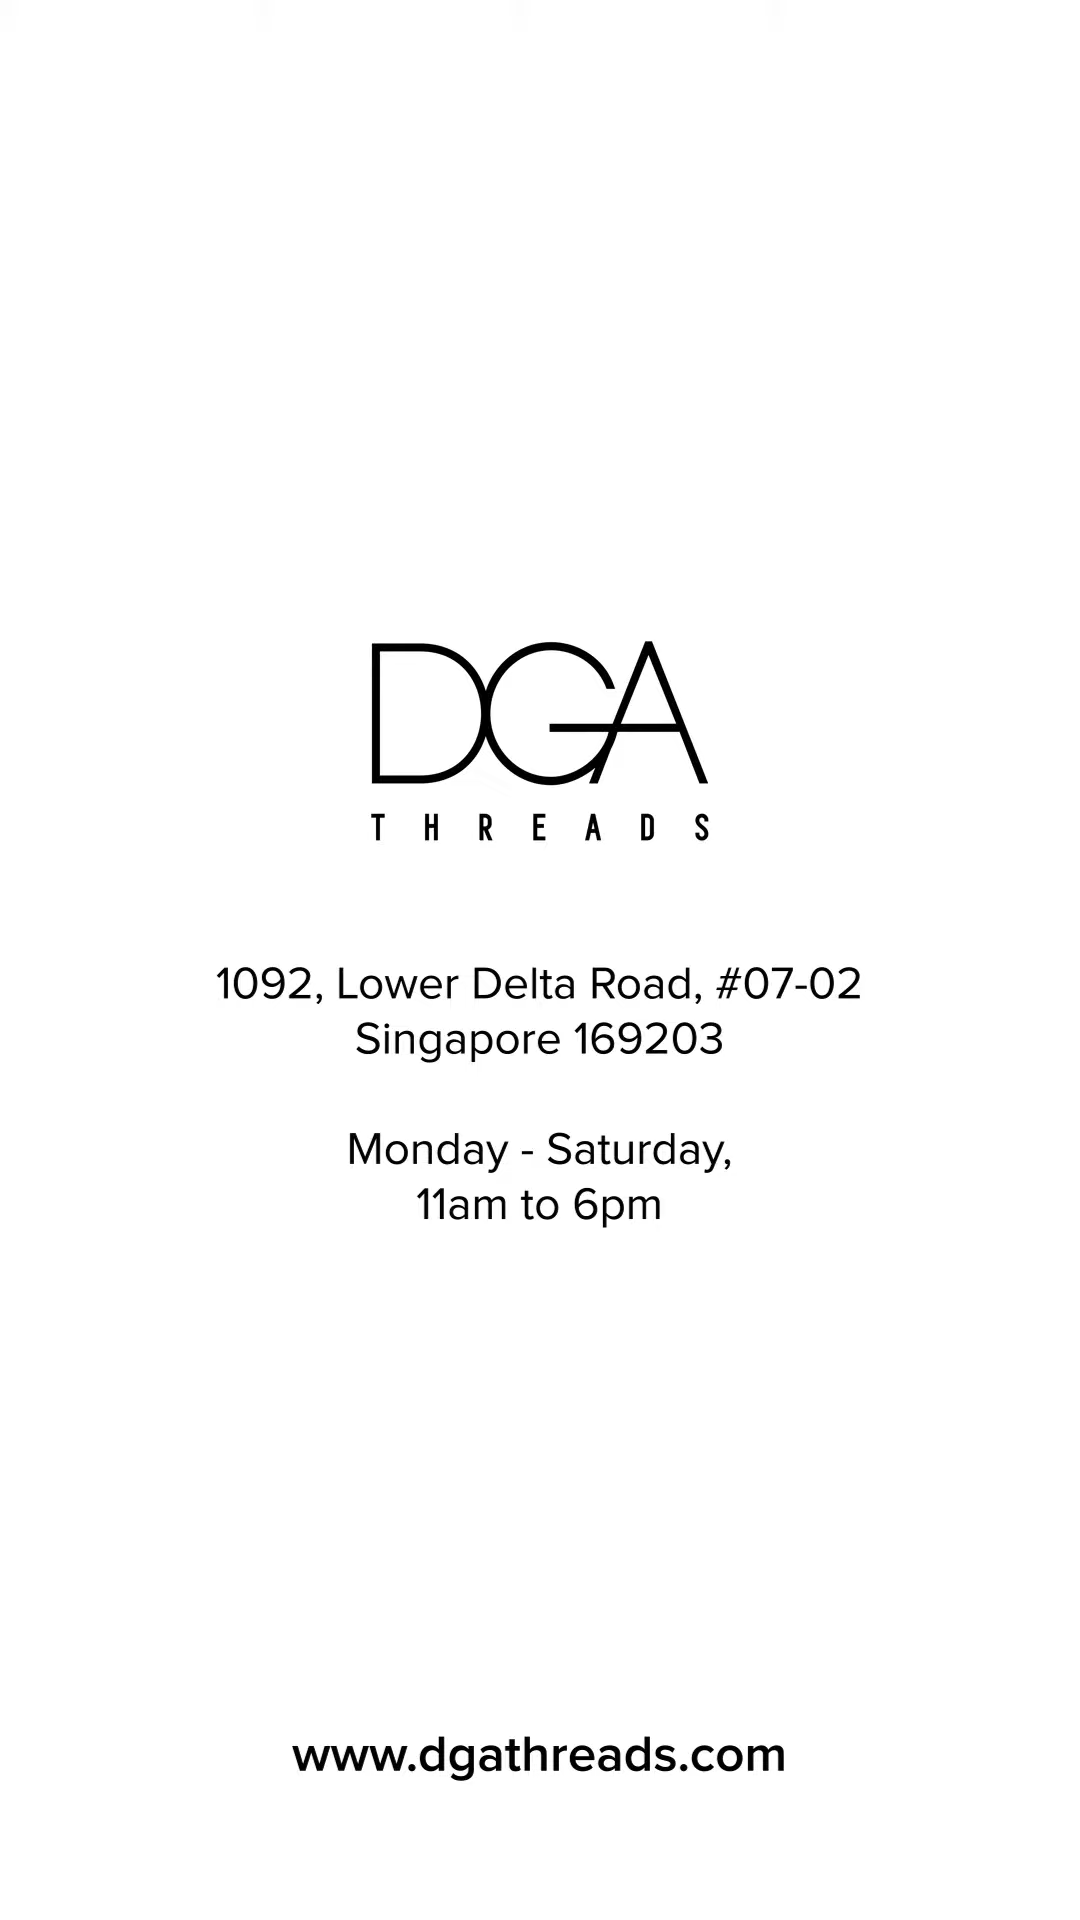 DGA
THREADS
1092, Lower Delta Road, #07-02
Singapore 169203
Monday - Saturday,
11am to 6pm
www.dgathreads.com